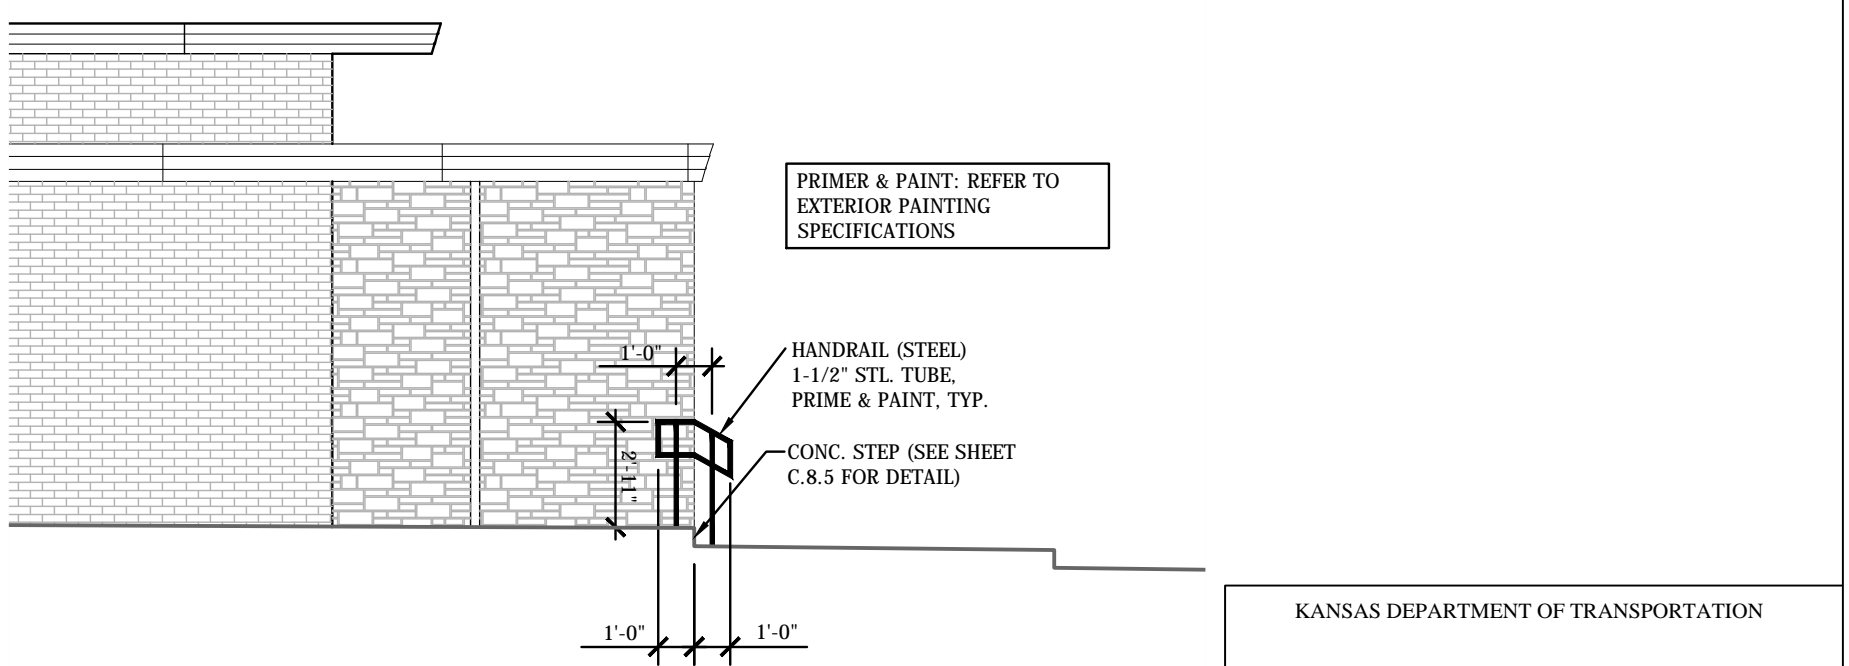 PRIMER & PAINT: REFER TO
EXTERIOR PAINTING
SPECIFICATIONS
1'-0"
HANDRAIL (STEEL)
1-1/2" STL. TUBE,
PRIME & PAINT, TYP.
2'-11"
CONC. STEP (SEE SHEET
C.8.5 FOR DETAIL)
1'-0"
1'-0"
KANSAS DEPARTMENT OF TRANSPORTATION